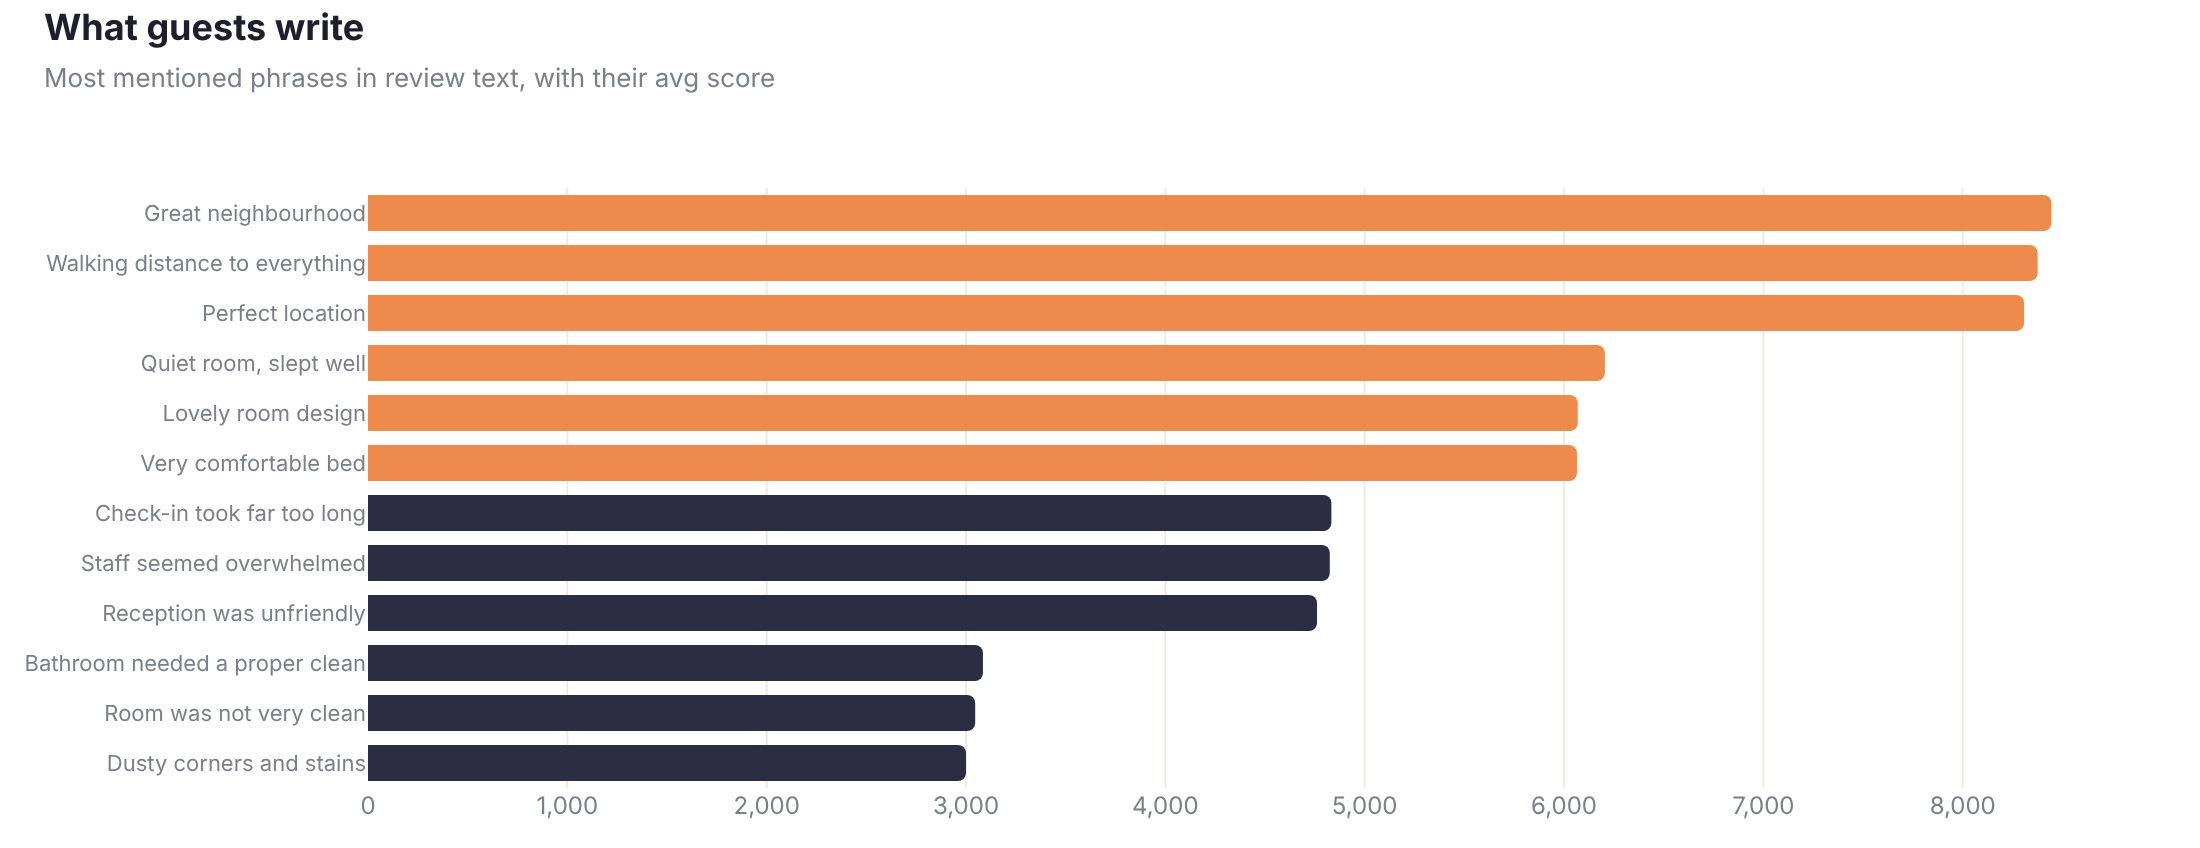 What guests write
Most mentioned phrases in review text, with their avg score
Great neighbourhood
Walking distance to everything
Perfect location
Quiet room, slept well
Lovely room design
Very comfortable bed
Check-in took far too long
Staff seemed overwhelmed
Reception was unfriendly
Bathroom needed a proper clean
Room was not very clean
Dusty corners and stains
0 1,000 2,000 3,000 4,000 5,000 6,000 7,000 8,000